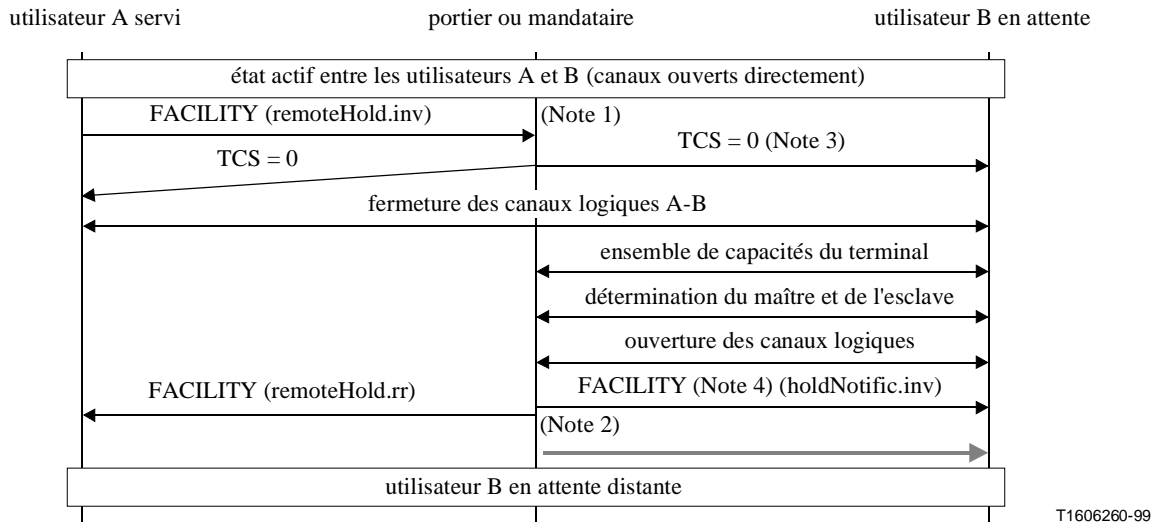 utilisateur A servi
portier ou mandataire
utilisateur B en attente
état actif entre les utilisateurs A et B (canaux ouverts directement)
FACILITY (remoteHold.inv)
(Note 1)
TCS = 0 (Note 3)
TCS = 0
fermeture des canaux logiques A-B
ensemble de capacités du terminal
détermination du maître et de l'esclave
ouverture des canaux logiques
FACILITY (remoteHold.rr)
FACILITY (Note 4) (holdNotific.inv)
(Note 2)
utilisateur B en attente distante
T1606260-99